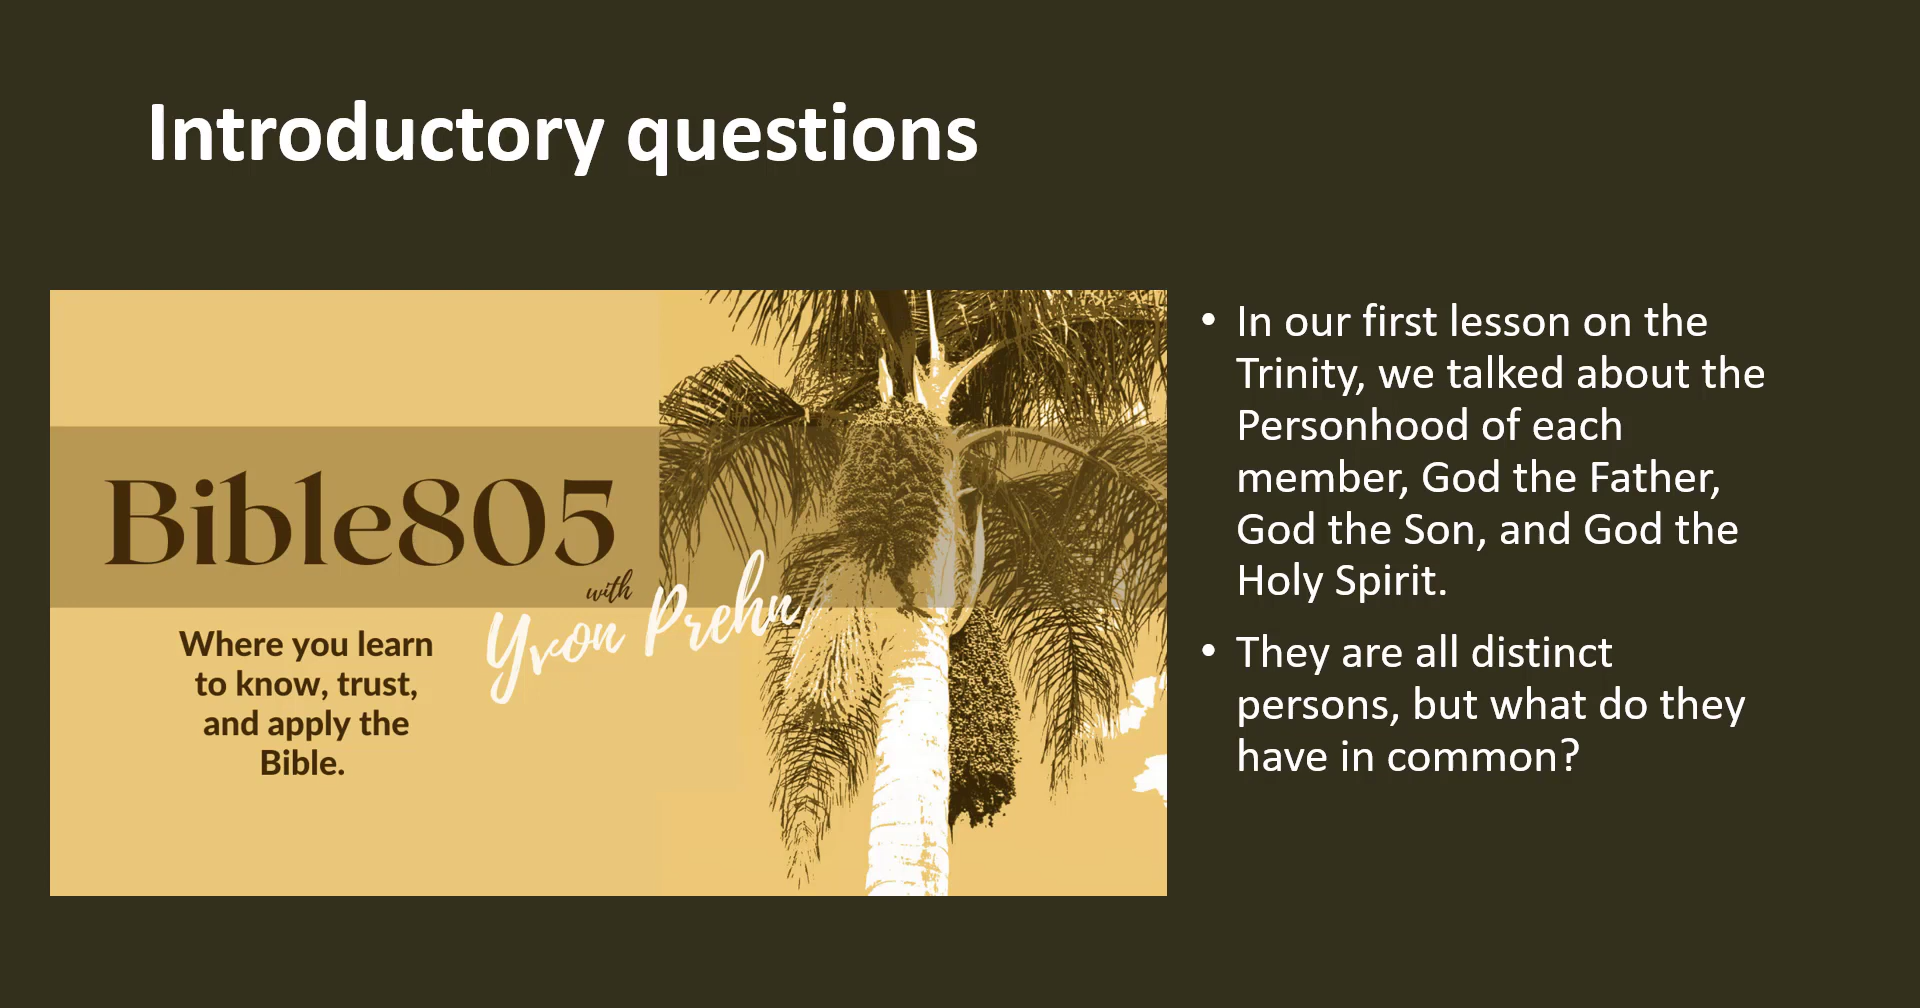 Introductory questions
Bible805
with
Yvon Prehn
Where you learn
to know, trust,
and apply the
Bible.
• In our first lesson on the
Trinity, we talked about the
Personhood of each
member, God the Father,
God the Son, and God the
Holy Spirit.
• They are all distinct
persons, but what do they
have in common?